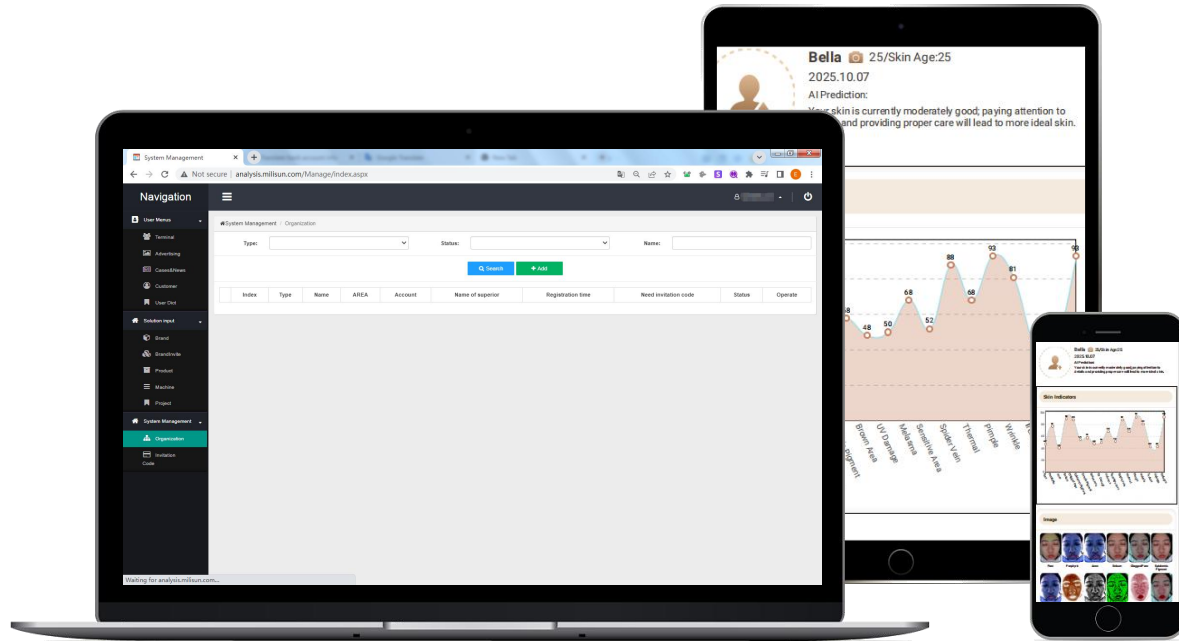 System Management
Not secure | analysis.milisun.com/Manage/index.aspx
E
Navigation
User Menus
Terminal
Advertising
Cases&News
Customer
User Dict
Solution input
Brand
BrandInvite
Product
Machine
Project
System Management
Organization
Invitation
Code
System Management / Organization
Type:
Status:
Name:
Search
Add
Index Type Name AREA Account Name of superior Registration time Need invitation code Status Operate
Waiting for analysis.milisun.com...
Bella 25/Skin Age:25
2025.10.07
AI Prediction:
skin is currently moderately good; paying attention to
and providing proper care will lead to more ideal skin.
48
50
68
52
88
68
93
81
Brown Area
UV Damage
Melasma
Sensitive Area
Spider Vein
Thermal
Pimple
Wrinkle
Bella
2025.10.07
AI Prediction:
Skin Indicators
Image